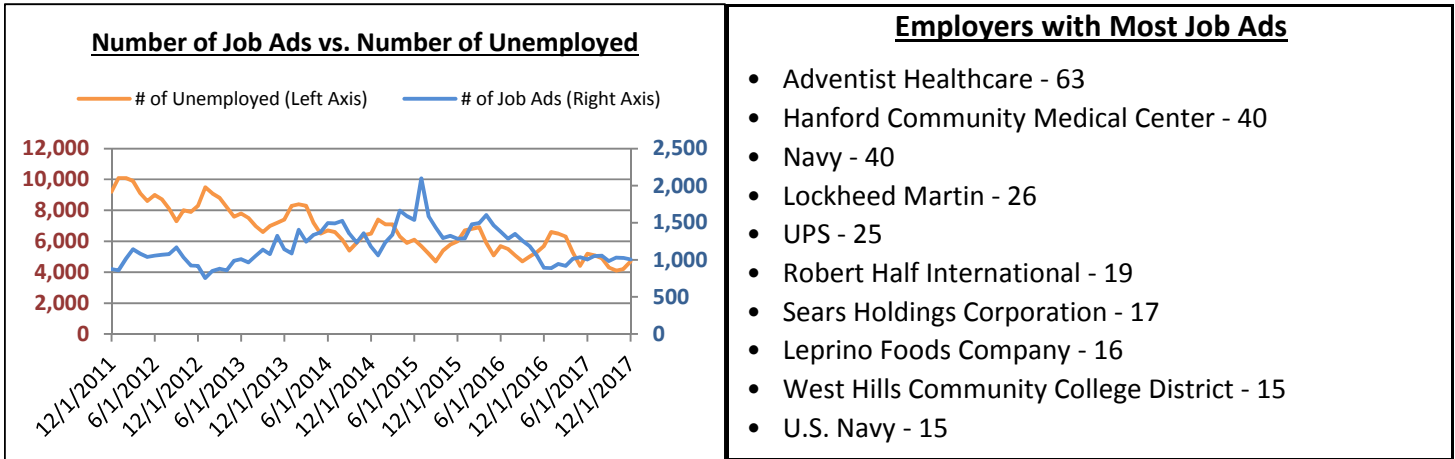 Number of Job Ads vs. Number of Unemployed
# of Unemployed (Left Axis)
# of Job Ads (Right Axis)
12,000
10,000
8,000
6,000
4,000
2,000
0
2,500
2,000
1,500
1,000
500
0
12/1/2011
6/1/2012
12/1/2012
6/1/2013
12/1/2013
6/1/2014
12/1/2014
6/1/2015
12/1/2015
6/1/2016
12/1/2016
6/1/2017
12/1/2017
Employers with Most Job Ads
• Adventist Healthcare - 63
• Hanford Community Medical Center - 40
• Navy - 40
• Lockheed Martin - 26
• UPS - 25
• Robert Half International - 19
• Sears Holdings Corporation - 17
• Leprino Foods Company - 16
• West Hills Community College District - 15
• U.S. Navy - 15